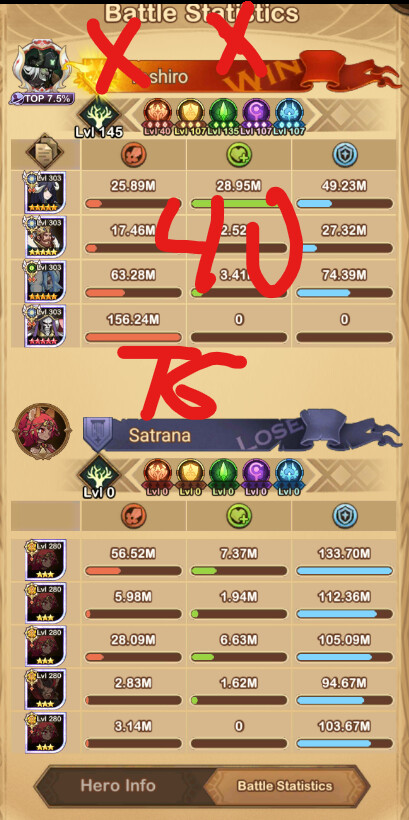 Battle Statistics
X X
shiro
WIN
TOP 7.5%
Lvl 145
Lvl 40 Lvl 107 Lvl 135 Lvl 107 Lvl 107
Lvl 303
25.89M 28.95M 49.23M
Lvl 303
17.46M 2.52 27.32M
Lvl 303
63.28M 3.41 74.39M
Lvl 303
156.24M 0 0
40
Satrana
LOSE
Lvl 0
Lvl 0 Lvl 0 Lvl 0 Lvl 0 Lvl 0
Lvl 280
56.52M 7.37M 133.70M
Lvl 280
5.98M 1.94M 112.36M
Lvl 280
28.09M 6.63M 105.09M
Lvl 280
2.83M 1.62M 94.67M
Lvl 280
3.14M 0 103.67M
Hero Info Battle Statistics